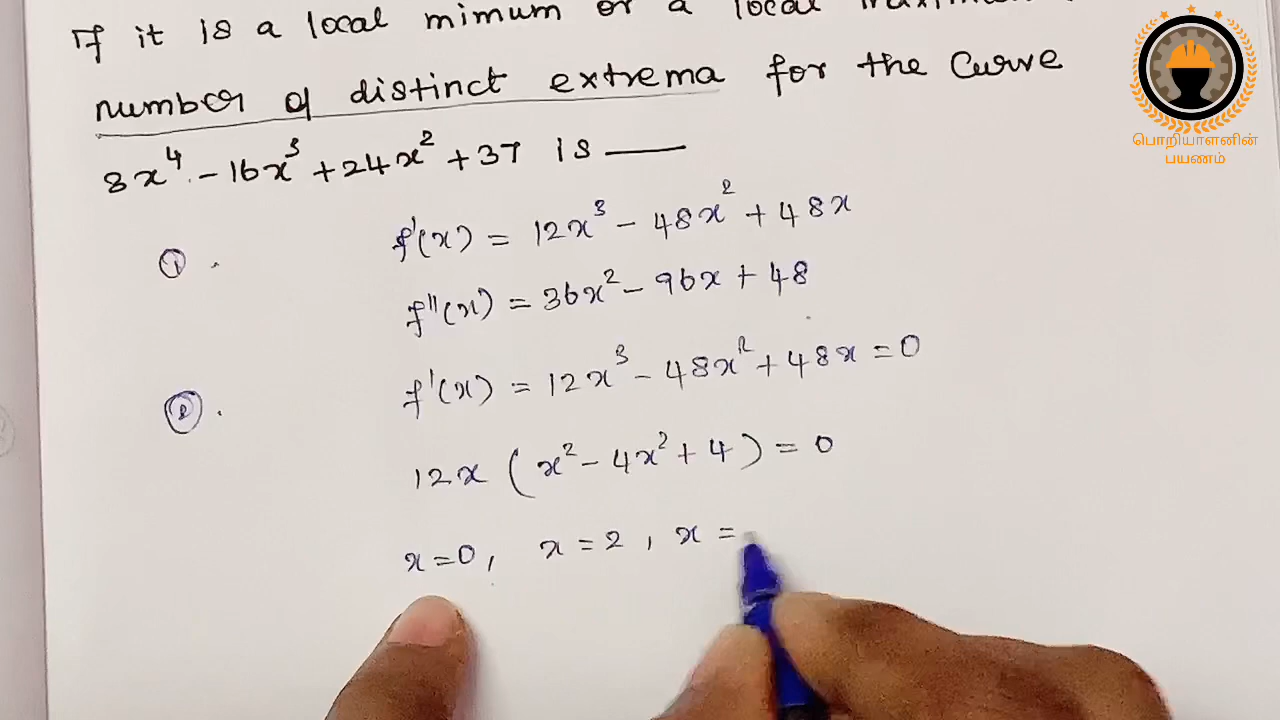 If it is a local mimum or a local
number of distinct extrema for the Curve
3x⁴ - 16x³ + 24x² + 37 is ——
① . f'(x) = 12x³ - 48x² + 48x
f''(x) = 36x² - 96x + 48
② . f'(x) = 12x³ - 48x² + 48x = 0
12x (x² - 4x² + 4) = 0
x = 0, x = 2, x =
பொறியாளனின்
பயணம்